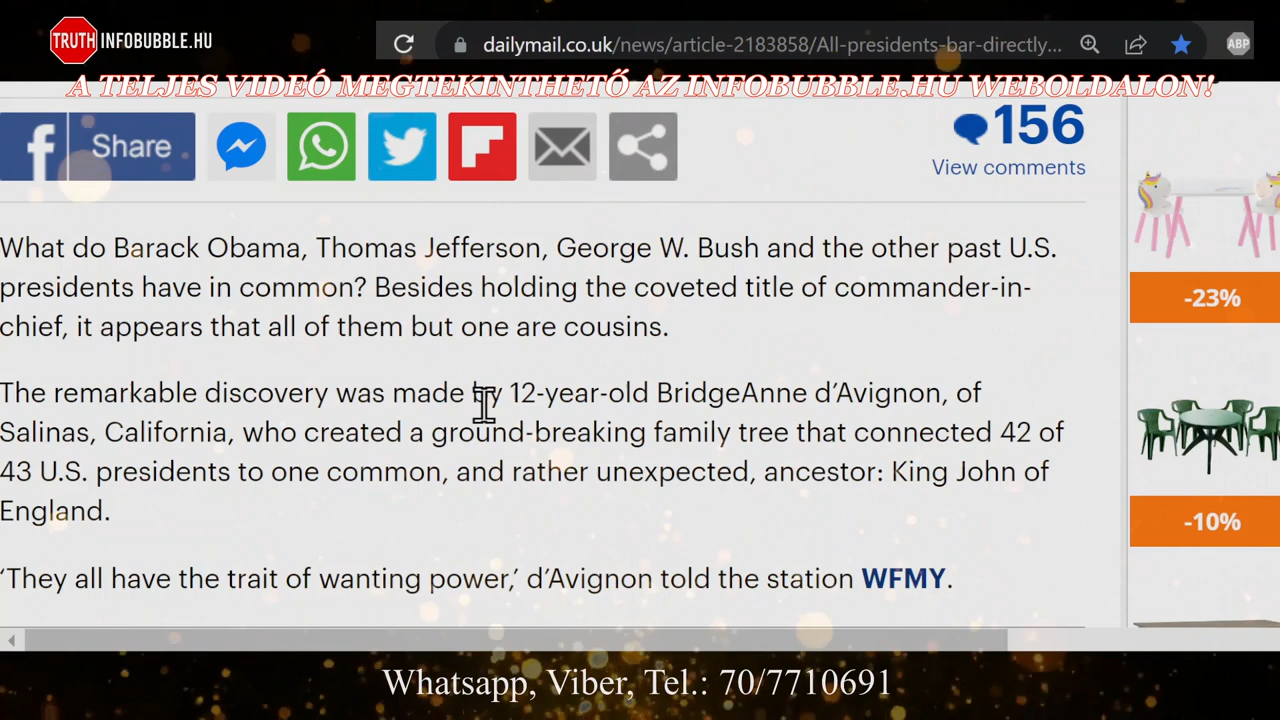 TRUTH INFOBUBBLE.HU
dailymail.co.uk/news/article-2183858/All-presidents-bar-directly...
ABP
A TELJES VIDEÓ MEGTEKINTHETŐ AZ INFOBUBBLE.HU WEBOLDALON!
f Share
156
View comments
What do Barack Obama, Thomas Jefferson, George W. Bush and the other past U.S.
presidents have in common? Besides holding the coveted title of commander-in-
chief, it appears that all of them but one are cousins.
-23%
The remarkable discovery was made by 12-year-old BridgeAnne d’Avignon, of
Salinas, California, who created a ground-breaking family tree that connected 42 of
43 U.S. presidents to one common, and rather unexpected, ancestor: King John of
England.
-10%
‘They all have the trait of wanting power,’ d’Avignon told the station WFMY.
Whatsapp, Viber, Tel.: 70/7710691